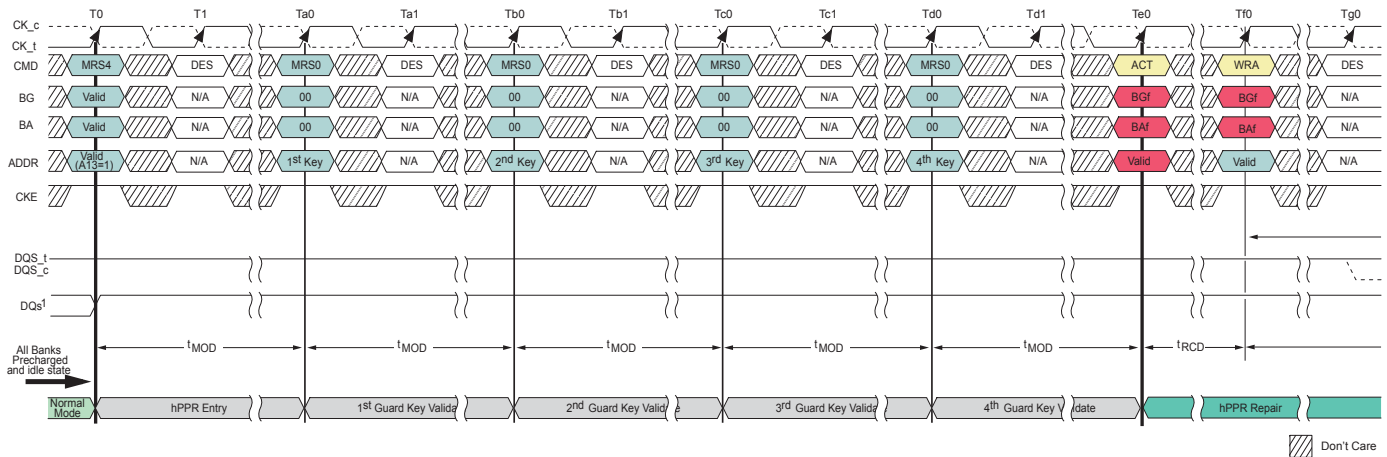 T0 T1 Ta0 Ta1 Tb0 Tb1 Tc0 Tc1 Td0 Td1 Te0 Tf0 Tg0
CK_c
CK_t
CMD MRS4 DES MRS0 DES MRS0 DES MRS0 DES MRS0 DES ACT WRA DES
BG Valid N/A 00 N/A 00 N/A 00 N/A 00 N/A BGf BGf N/A
BA Valid N/A 00 N/A 00 N/A 00 N/A 00 N/A BAf BAf N/A
ADDR Valid (A13=1) N/A 1st Key N/A 2nd Key N/A 3rd Key N/A 4th Key N/A Valid Valid N/A
CKE
DQS_t
DQS_c
DQs1
tMOD tMOD tMOD tMOD tMOD tRCD
All Banks
Precharged
and idle state
Normal Mode hPPR Entry 1st Guard Key Valida 2nd Guard Key Valid e 3rd Guard Key Valida 4th Guard Key V idate hPPR Repair
Don't Care